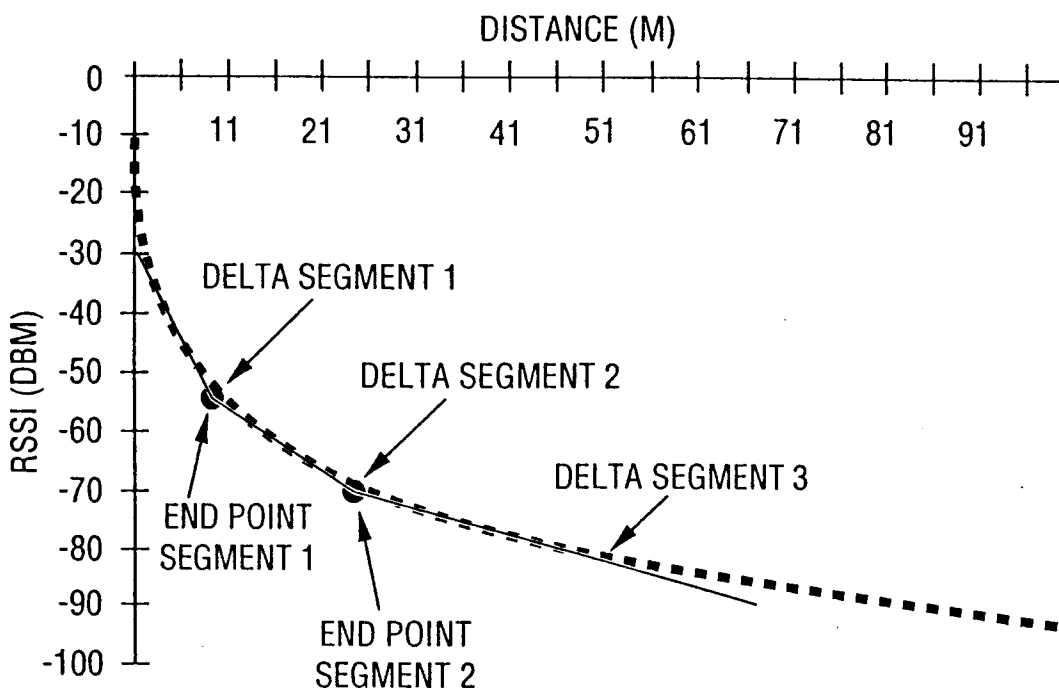 DISTANCE (M)
0
11 21 31 41 51 61 71 81 91
-10
-20
-30
-40
-50
-60
-70
-80
-90
-100
RSSI (DBM)
DELTA SEGMENT 1
DELTA SEGMENT 2
DELTA SEGMENT 3
END POINT
SEGMENT 1
END POINT
SEGMENT 2